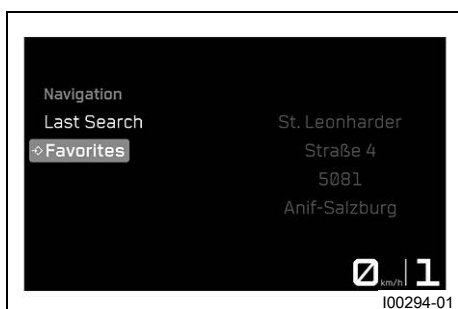 Navigation
Last Search
Favorites
St. Leonharder
Straße 4
5081
Anif-Salzburg
0 km/h 1
I00294-01